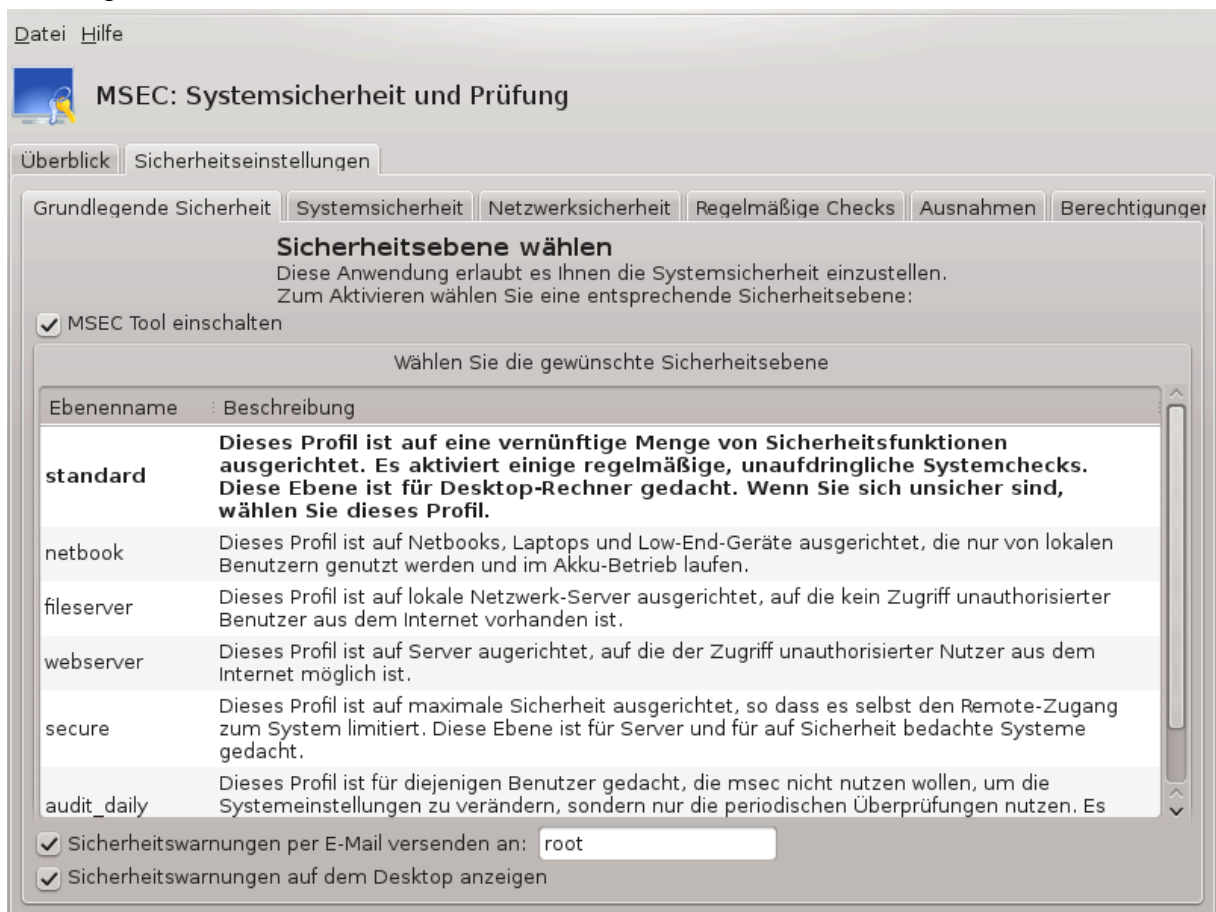 Datei Hilfe
MSEC: Systemsicherheit und Prüfung
Überblick Sicherheitseinstellungen
Grundlegende Sicherheit Systemsicherheit Netzwerksicherheit Regelmäßige Checks Ausnahmen Berechtigungen
Sicherheitsebene wählen
Diese Anwendung erlaubt es Ihnen die Systemsicherheit einzustellen.
Zum Aktivieren wählen Sie eine entsprechende Sicherheitsebene:
MSEC Tool einschalten
Wählen Sie die gewünschte Sicherheitsebene
Ebenenname Beschreibung
standard
Dieses Profil ist auf eine vernünftige Menge von Sicherheitsfunktionen
ausgerichtet. Es aktiviert einige regelmäßige, unaufdringliche Systemchecks.
Diese Ebene ist für Desktop-Rechner gedacht. Wenn Sie sich unsicher sind,
wählen Sie dieses Profil.
netbook
Dieses Profil ist auf Netbooks, Laptops und Low-End-Geräte ausgerichtet, die nur von lokalen
Benutzern genutzt werden und im Akku-Betrieb laufen.
fileserver
Dieses Profil ist auf lokale Netzwerk-Server ausgerichtet, auf die kein Zugriff unauthorisierter
Benutzer aus dem Internet vorhanden ist.
webserver
Dieses Profil ist auf Server augerichtet, auf die der Zugriff unauthorisierter Nutzer aus dem
Internet möglich ist.
secure
Dieses Profil ist auf maximale Sicherheit ausgerichtet, so dass es selbst den Remote-Zugang
zum System limitiert. Diese Ebene ist für Server und für auf Sicherheit bedachte Systeme
gedacht.
audit_daily
Dieses Profil ist für diejenigen Benutzer gedacht, die msec nicht nutzen wollen, um die
Systemeinstellungen zu verändern, sondern nur die periodischen Überprüfungen nutzen. Es
Sicherheitswarnungen per E-Mail versenden an: root
Sicherheitswarnungen auf dem Desktop anzeigen